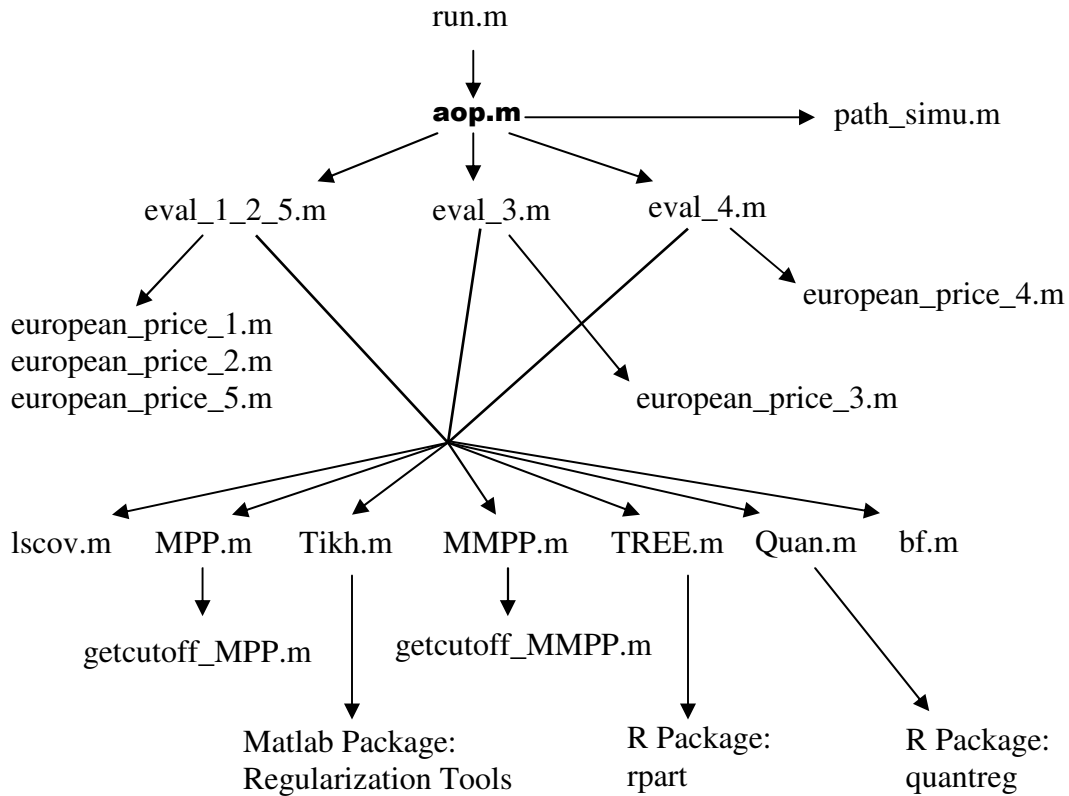 run.m
aop.m
path_simu.m
eval_1_2_5.m
eval_3.m
eval_4.m
european_price_4.m
european_price_1.m
european_price_2.m
european_price_5.m
european_price_3.m
lscov.m
MPP.m
Tikh.m
MMPP.m
TREE.m
Quan.m
bf.m
getcutoff_MPP.m
getcutoff_MMPP.m
Matlab Package:
Regularization Tools
R Package:
rpart
R Package:
quantreg